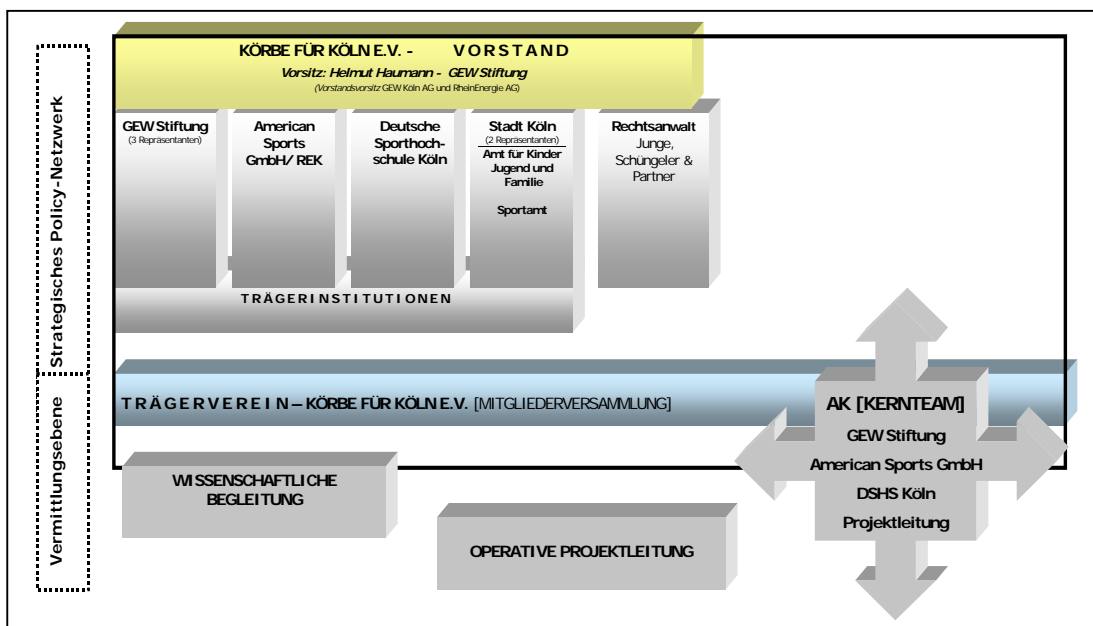 Strategisches Policy-Netzwerk
Vermittlungsebene
KÖRBE FÜR KÖLN E.V. - VORSTAND
Vorsitz: Helmut Haumann - GEW Stiftung
(Vorstandsvorsitz GEW Köln AG und RheinEnergie AG)
GEW Stiftung
(3 Repräsentanten)
American
Sports
GmbH/ REK
Deutsche
Sporthoch-
schule Köln
Stadt Köln
(2 Repräsentanten)
Amt für Kinder
Jugend und
Familie
Sportamt
Rechtsanwalt
Junge,
Schüngeler &
Partner
TRÄGERINSTITUTIONEN
TRÄGERVEREIN – KÖRBE FÜR KÖLN E.V. [MITGLIEDERVERSAMMLUNG]
AK [KERNTEAM]
GEW Stiftung
American Sports GmbH
DSHS Köln
Projektleitung
WISSENSCHAFTLICHE
BEGLEITUNG
OPERATIVE PROJEKTLEITUNG